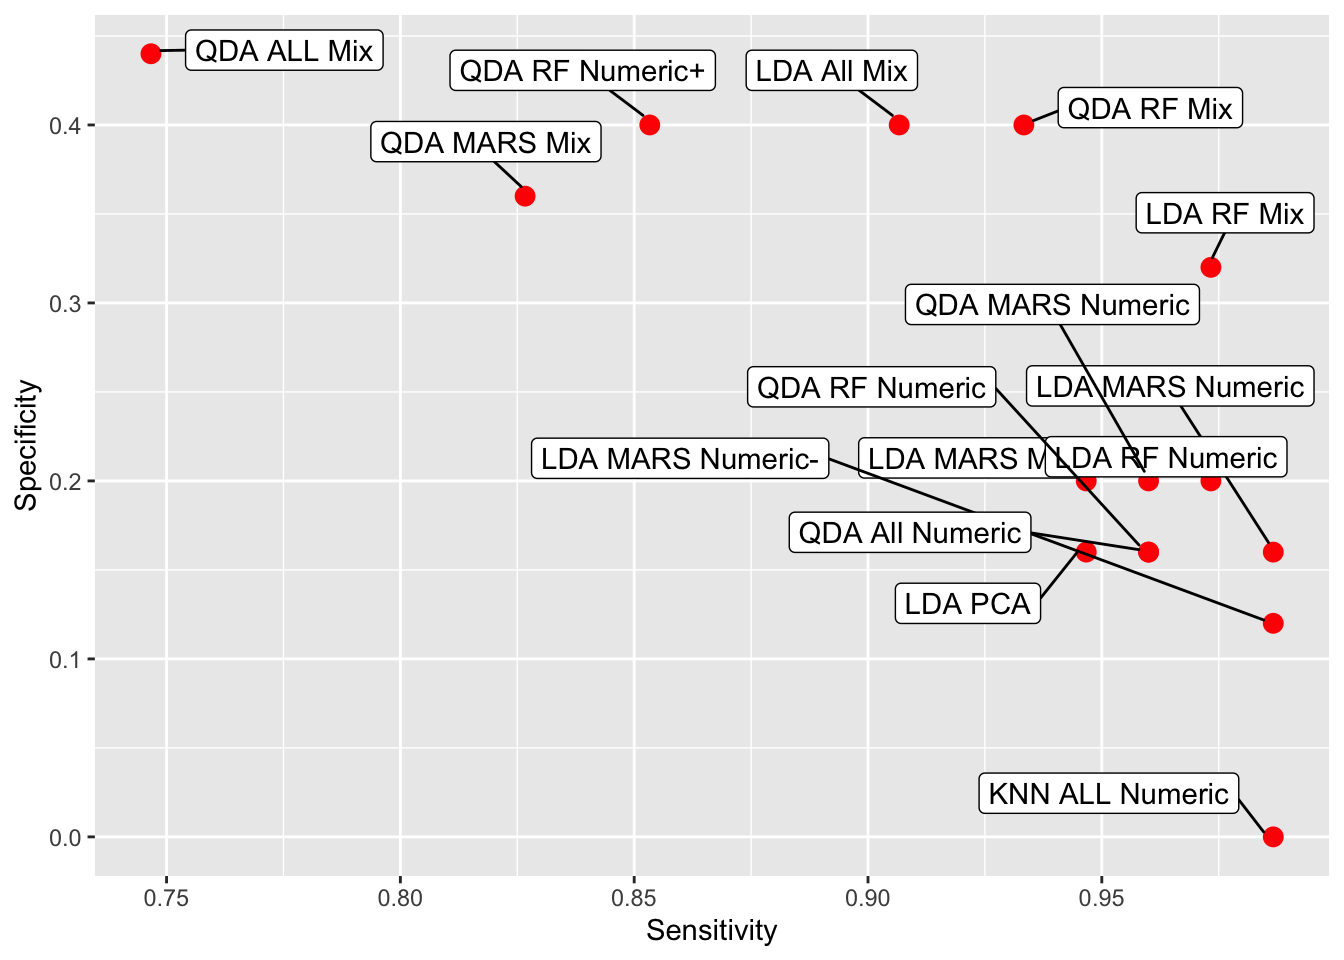 QDA ALL Mix
QDA RF Numeric+
LDA All Mix
QDA RF Mix
QDA MARS Mix
LDA RF Mix
QDA MARS Numeric
QDA RF Numeric
LDA MARS Numeric
LDA MARS Numeric-
LDA MARS M
LDA RF Numeric
QDA All Numeric
LDA PCA
KNN ALL Numeric
0.4
0.3
0.2
0.1
0.0
Specificity
0.75
0.80
0.85
0.90
0.95
Sensitivity